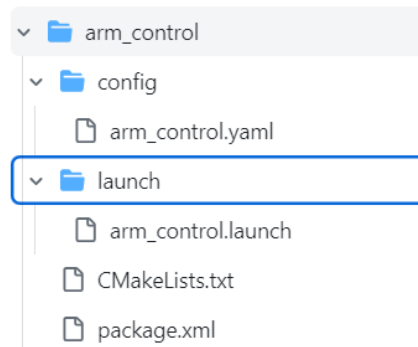 arm_control
config
arm_control.yaml
launch
arm_control.launch
CMakeLists.txt
package.xml